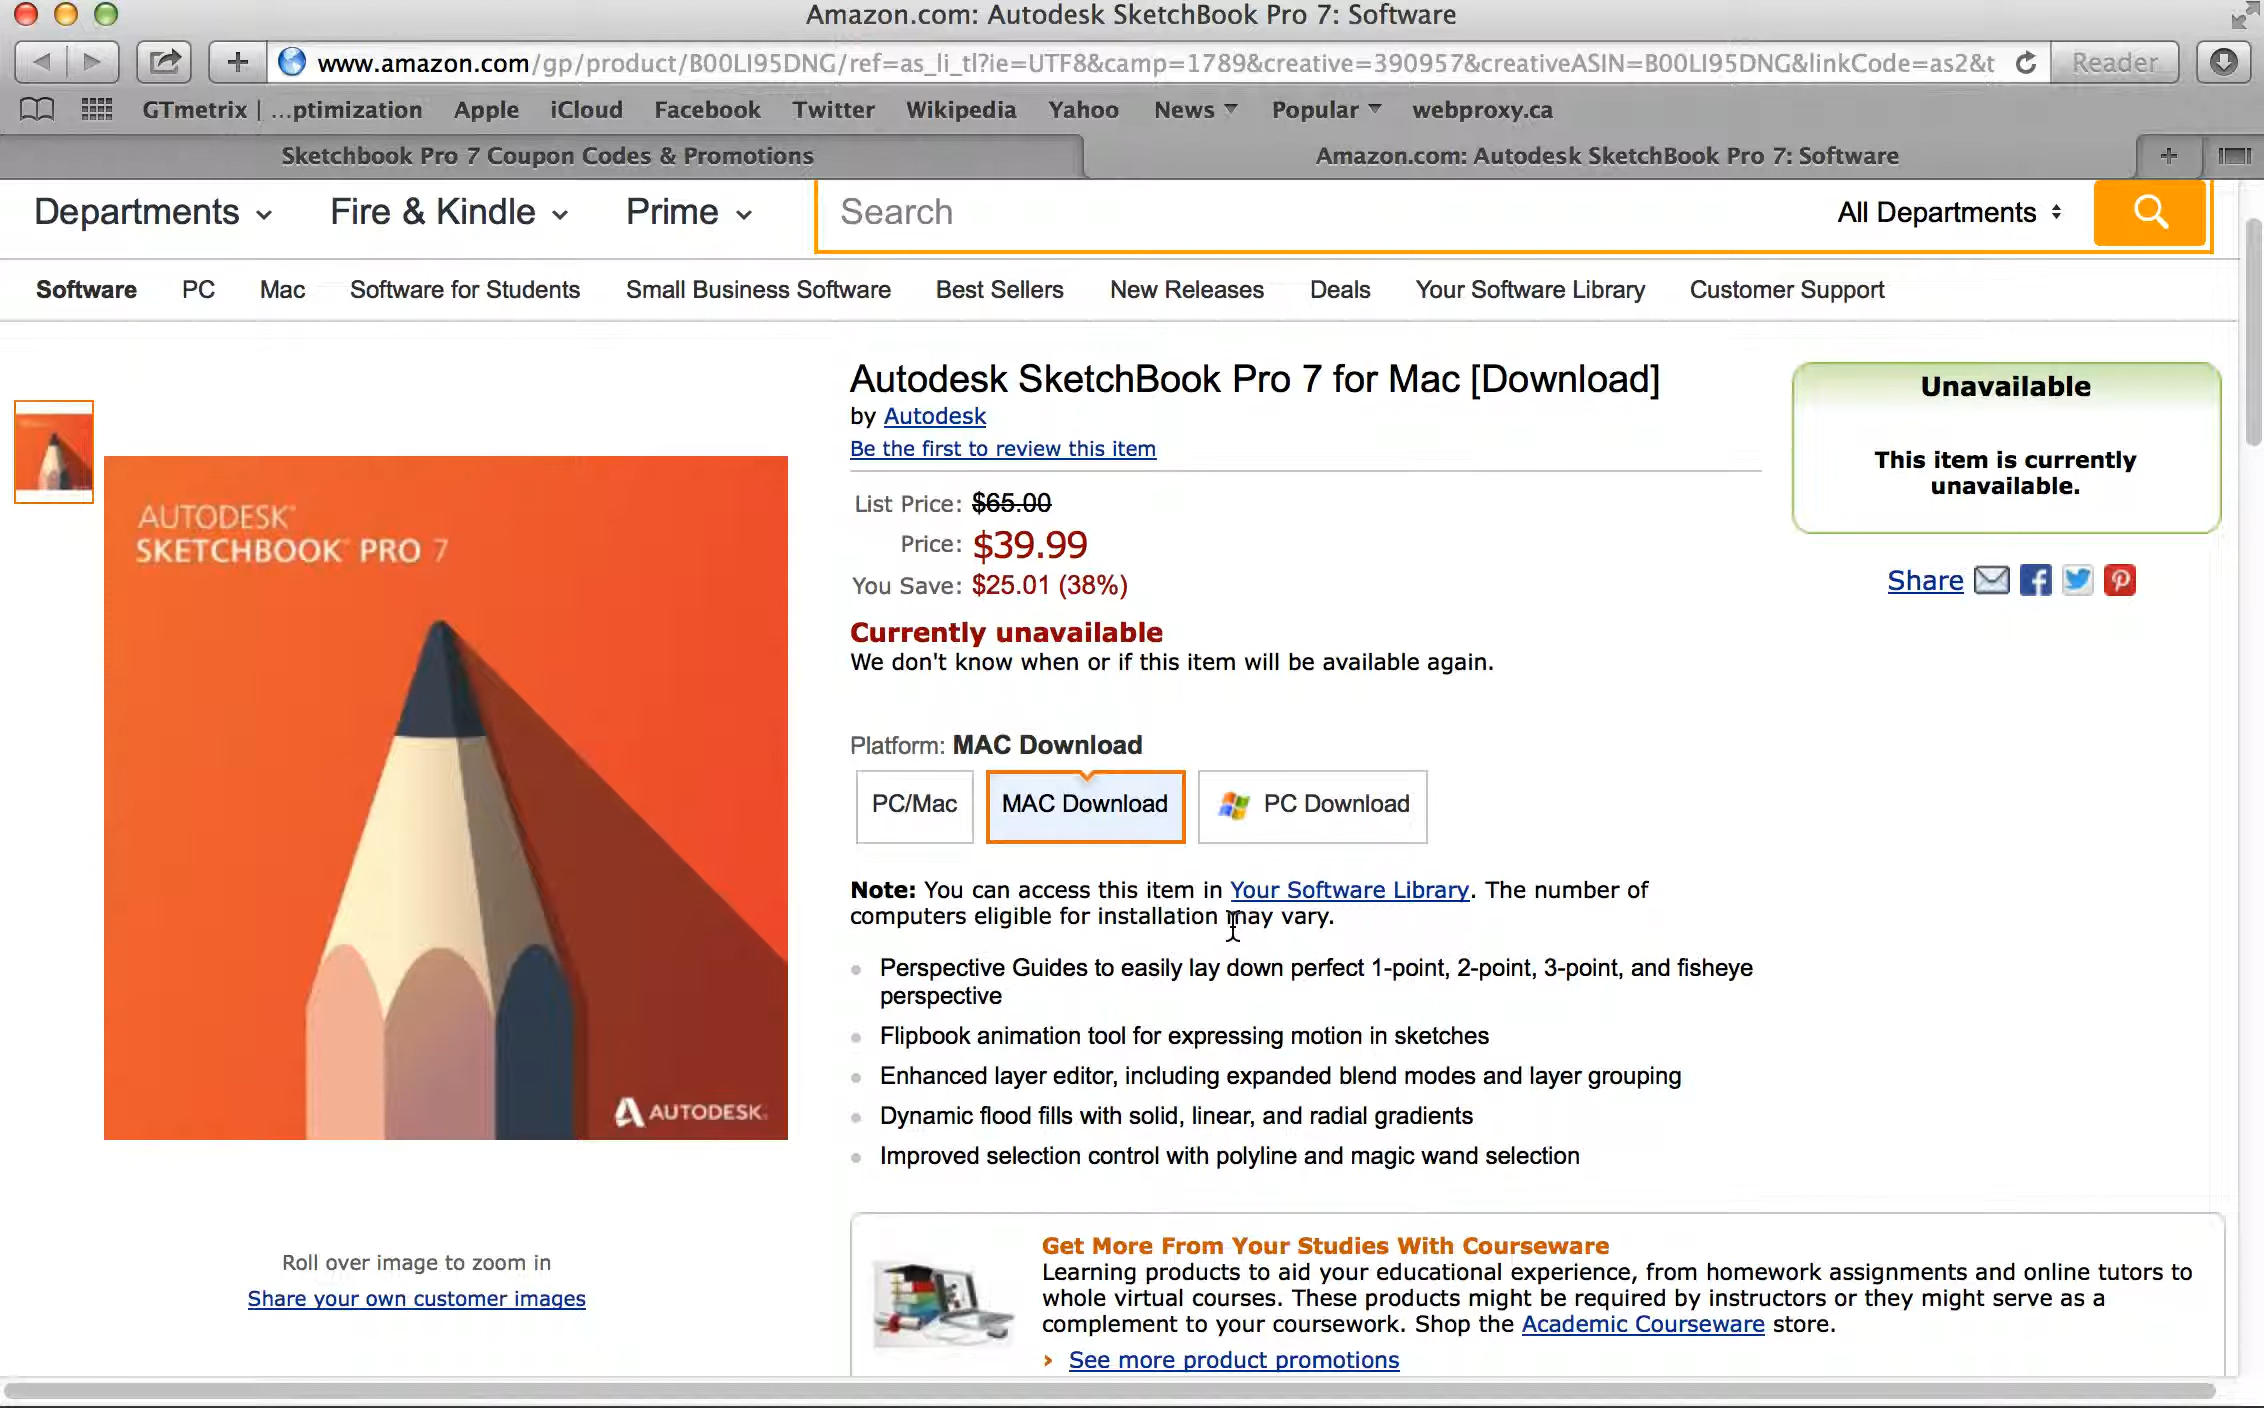 Amazon.com: Autodesk SketchBook Pro 7: Software
www.amazon.com/gp/product/B00LI95DNG/ref=as_li_tl?ie=UTF8&camp=1789&creative=390957&creativeASIN=B00LI95DNG&linkCode=as2&t
Reader
GTmetrix | ...ptimization Apple iCloud Facebook Twitter Wikipedia Yahoo News Popular webproxy.ca
Sketchbook Pro 7 Coupon Codes & Promotions
Amazon.com: Autodesk SketchBook Pro 7: Software
Departments Fire & Kindle Prime Search All Departments
Software PC Mac Software for Students Small Business Software Best Sellers New Releases Deals Your Software Library Customer Support
AUTODESK
SKETCHBOOK PRO 7
AUTODESK
Roll over image to zoom in
Share your own customer images
Autodesk SketchBook Pro 7 for Mac [Download]
by Autodesk
Be the first to review this item
List Price: $65.00
Price: $39.99
You Save: $25.01 (38%)
Currently unavailable
We don't know when or if this item will be available again.
Platform: MAC Download
PC/Mac MAC Download PC Download
Note: You can access this item in Your Software Library. The number of
computers eligible for installation may vary.
Perspective Guides to easily lay down perfect 1-point, 2-point, 3-point, and fisheye
perspective
Flipbook animation tool for expressing motion in sketches
Enhanced layer editor, including expanded blend modes and layer grouping
Dynamic flood fills with solid, linear, and radial gradients
Improved selection control with polyline and magic wand selection
Unavailable
This item is currently
unavailable.
Share
Get More From Your Studies With Courseware
Learning products to aid your educational experience, from homework assignments and online tutors to
whole virtual courses. These products might be required by instructors or they might serve as a
complement to your coursework. Shop the Academic Courseware store.
› See more product promotions